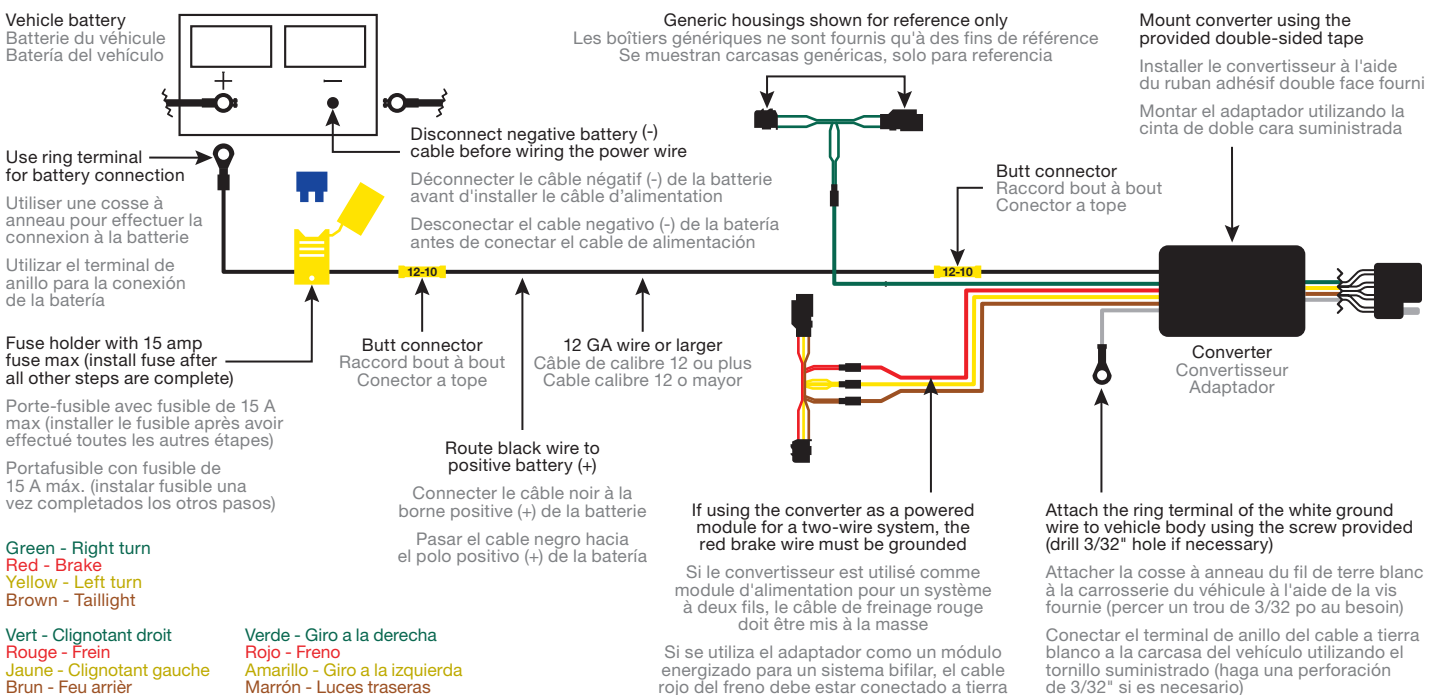 Vehicle battery
Batterie du véhicule
Batería del vehículo
+
−
Use ring terminal
for battery connection
Utiliser une cosse à
anneau pour effectuer la
connexion à la batterie
Utilizar el terminal de
anillo para la conexión
de la batería
Disconnect negative battery (-)
cable before wiring the power wire
Déconnecter le câble négatif (-) de la batterie
avant d'installer le câble d'alimentation
Desconectar el cable negativo (-) de la batería
antes de conectar el cable de alimentación
Generic housings shown for reference only
Les boîtiers génériques ne sont fournis qu'à des fins de référence
Se muestran carcasas genéricas, solo para referencia
Mount converter using the
provided double-sided tape
Installer le convertisseur à l'aide
du ruban adhésif double face fourni
Montar el adaptador utilizando la
cinta de doble cara suministrada
Butt connector
Raccord bout à bout
Conector a tope
12-10
12-10
Fuse holder with 15 amp
fuse max (install fuse after
all other steps are complete)
Porte-fusible avec fusible de 15 A
max (installer le fusible après avoir
effectué toutes les autres étapes)
Portafusible con fusible de
15 A máx. (instalar fusible una
vez completados los otros pasos)
Butt connector
Raccord bout à bout
Conector a tope
12 GA wire or larger
Câble de calibre 12 ou plus
Cable calibre 12 o mayor
Route black wire to
positive battery (+)
Connecter le câble noir à la
borne positive (+) de la batterie
Pasar el cable negro hacia
el polo positivo (+) de la batería
Converter
Convertisseur
Adaptador
If using the converter as a powered
module for a two-wire system, the
red brake wire must be grounded
Si le convertisseur est utilisé comme
module d'alimentation pour un système
à deux fils, le câble de freinage rouge
doit être mis à la masse
Si se utiliza el adaptador como un módulo
energizado para un sistema bifilar, el cable
rojo del freno debe estar conectado a tierra
Attach the ring terminal of the white ground
wire to vehicle body using the screw provided
(drill 3/32" hole if necessary)
Attacher la cosse à anneau du fil de terre blanc
à la carrosserie du véhicule à l'aide de la vis
fournie (percer un trou de 3/32 po au besoin)
Conectar el terminal de anillo del cable a tierra
blanco a la carcasa del vehículo utilizando el
tornillo suministrado (haga una perforación
de 3/32" si es necesario)
Green - Right turn
Red - Brake
Yellow - Left turn
Brown - Taillight
Vert - Clignotant droit
Rouge - Frein
Jaune - Clignotant gauche
Brun - Feu arrièr
Verde - Giro a la derecha
Rojo - Freno
Amarillo - Giro a la izquierda
Marrón - Luces traseras